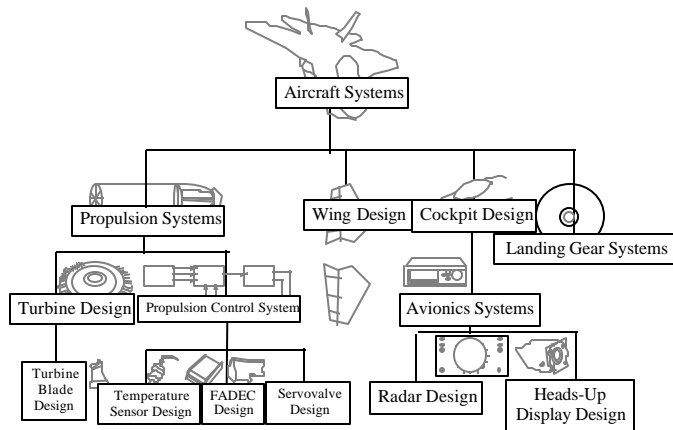 Aircraft Systems
Propulsion Systems
Wing Design
Cockpit Design
Landing Gear Systems
Turbine Design
Propulsion Control System
Avionics Systems
Turbine
Blade
Design
Temperature
Sensor Design
FADEC
Design
Servovalve Design
Radar Design
Heads-Up
Display Design